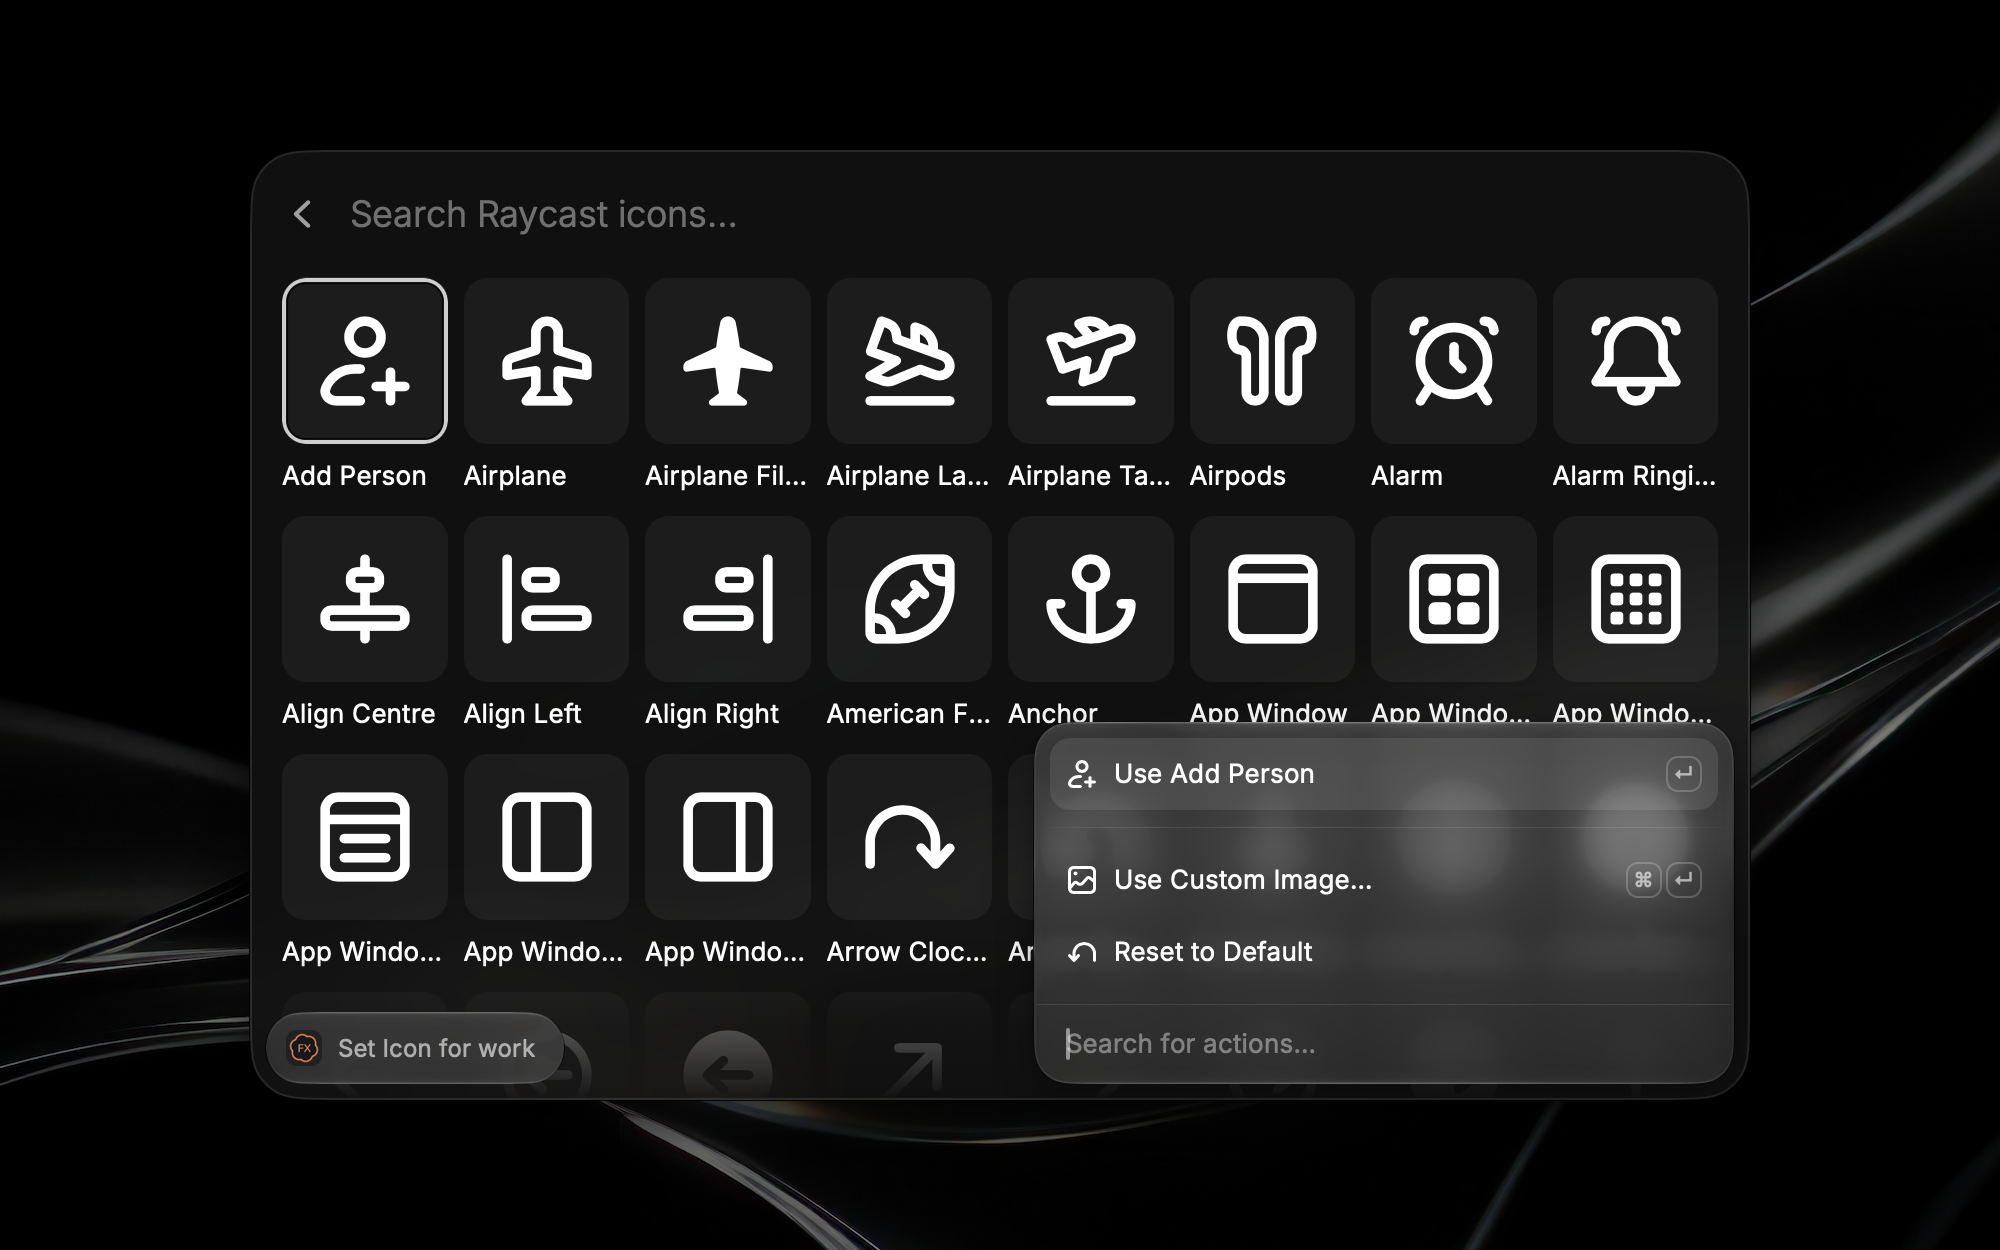 Search Raycast icons...
Add Person
Airplane
Airplane Fil...
Airplane La...
Airplane Ta...
Airpods
Alarm
Alarm Ringi...
Align Centre
Align Left
Align Right
American F...
Anchor
App Window
App Windo...
App Windo...
App Windo...
App Windo...
App Windo...
Arrow Cloc...
Ar
Use Add Person
Use Custom Image...
⌘
Reset to Default
Search for actions...
FX Set Icon for work